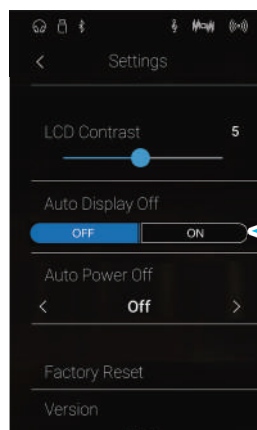 Settings
LCD Contrast 5
Auto Display Off
OFF ON
Auto Power Off
Off
Factory Reset
Version